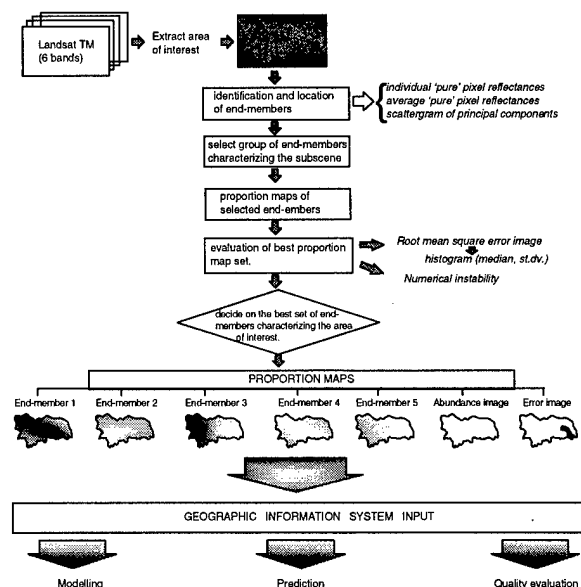 Landsat TM
(6 bands)
Extract area
of interest
identification and location
of end-members
individual 'pure' pixel reflectances
average 'pure' pixel reflectances
scattergram of principal components
select group of end-members
characterizing the subscene
proportion maps of
selected end-embers
evaluation of best proportion
map set.
Root mean square error image
histogram (median, st.dv.)
Numerical instability
decide on the best set of end-
members characterizing the area
of interest.
PROPORTION MAPS
End-member 1
End-member 2
End-member 3
End-member 4
End-member 5
Abundance image
Error image
GEOGRAPHIC INFORMATION SYSTEM INPUT
Modelling
Prediction
Quality evaluation